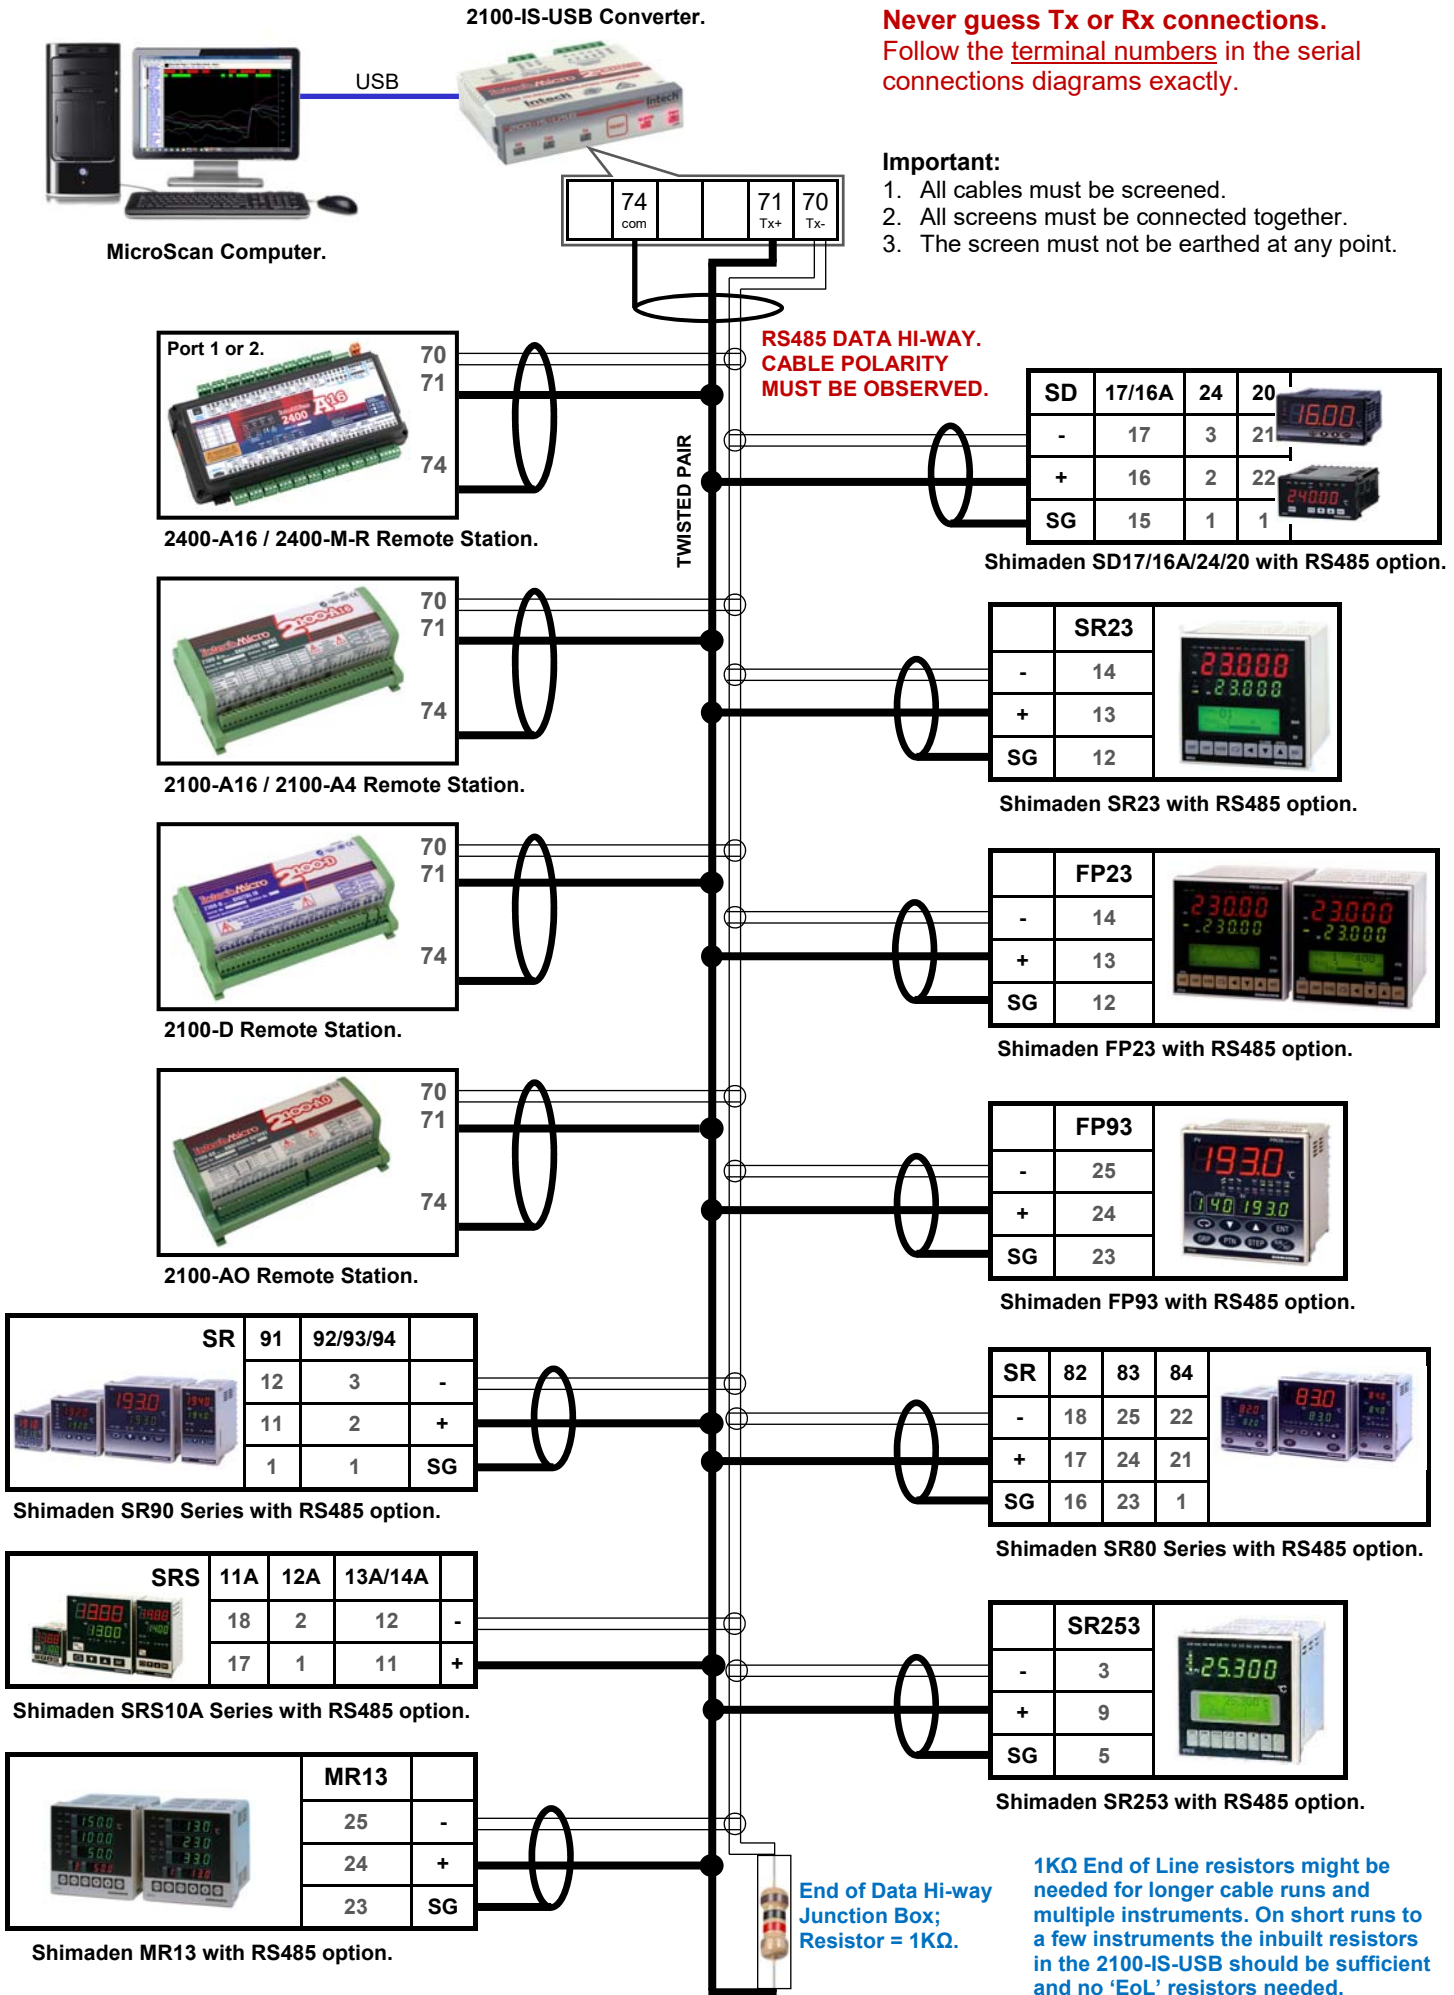 2100-IS-USB Converter.
Never guess Tx or Rx connections.
Follow the terminal numbers in the serial
connections diagrams exactly.
USB
Important:
1. All cables must be screened.
2. All screens must be connected together.
3. The screen must not be earthed at any point.
74 71 70
com Tx+ Tx-
MicroScan Computer.
RS485 DATA HI-WAY.
CABLE POLARITY
MUST BE OBSERVED.
TWISTED PAIR
Port 1 or 2.
70
71
74
2400-A16 / 2400-M-R Remote Station.
SD 17/16A 24 20
- 17 3 21
+ 16 2 22
SG 15 1 1
Shimaden SD17/16A/24/20 with RS485 option.
70
71
74
2100-A16 / 2100-A4 Remote Station.
SR23
- 14
+ 13
SG 12
Shimaden SR23 with RS485 option.
70
71
74
2100-D Remote Station.
FP23
- 14
+ 13
SG 12
Shimaden FP23 with RS485 option.
70
71
74
2100-AO Remote Station.
FP93
- 25
+ 24
SG 23
Shimaden FP93 with RS485 option.
SR 91 92/93/94
12 3 -
11 2 +
1 1 SG
Shimaden SR90 Series with RS485 option.
SR 82 83 84
- 18 25 22
+ 17 24 21
SG 16 23 1
Shimaden SR80 Series with RS485 option.
SRS 11A 12A 13A/14A
18 2 12 -
17 1 11 +
Shimaden SRS10A Series with RS485 option.
SR253
- 3
+ 9
SG 5
Shimaden SR253 with RS485 option.
MR13
25 -
24 +
23 SG
Shimaden MR13 with RS485 option.
End of Data Hi-way
Junction Box;
Resistor = 1KΩ.
1KΩ End of Line resistors might be
needed for longer cable runs and
multiple instruments. On short runs to
a few instruments the inbuilt resistors
in the 2100-IS-USB should be sufficient
and no ‘EoL’ resistors needed.